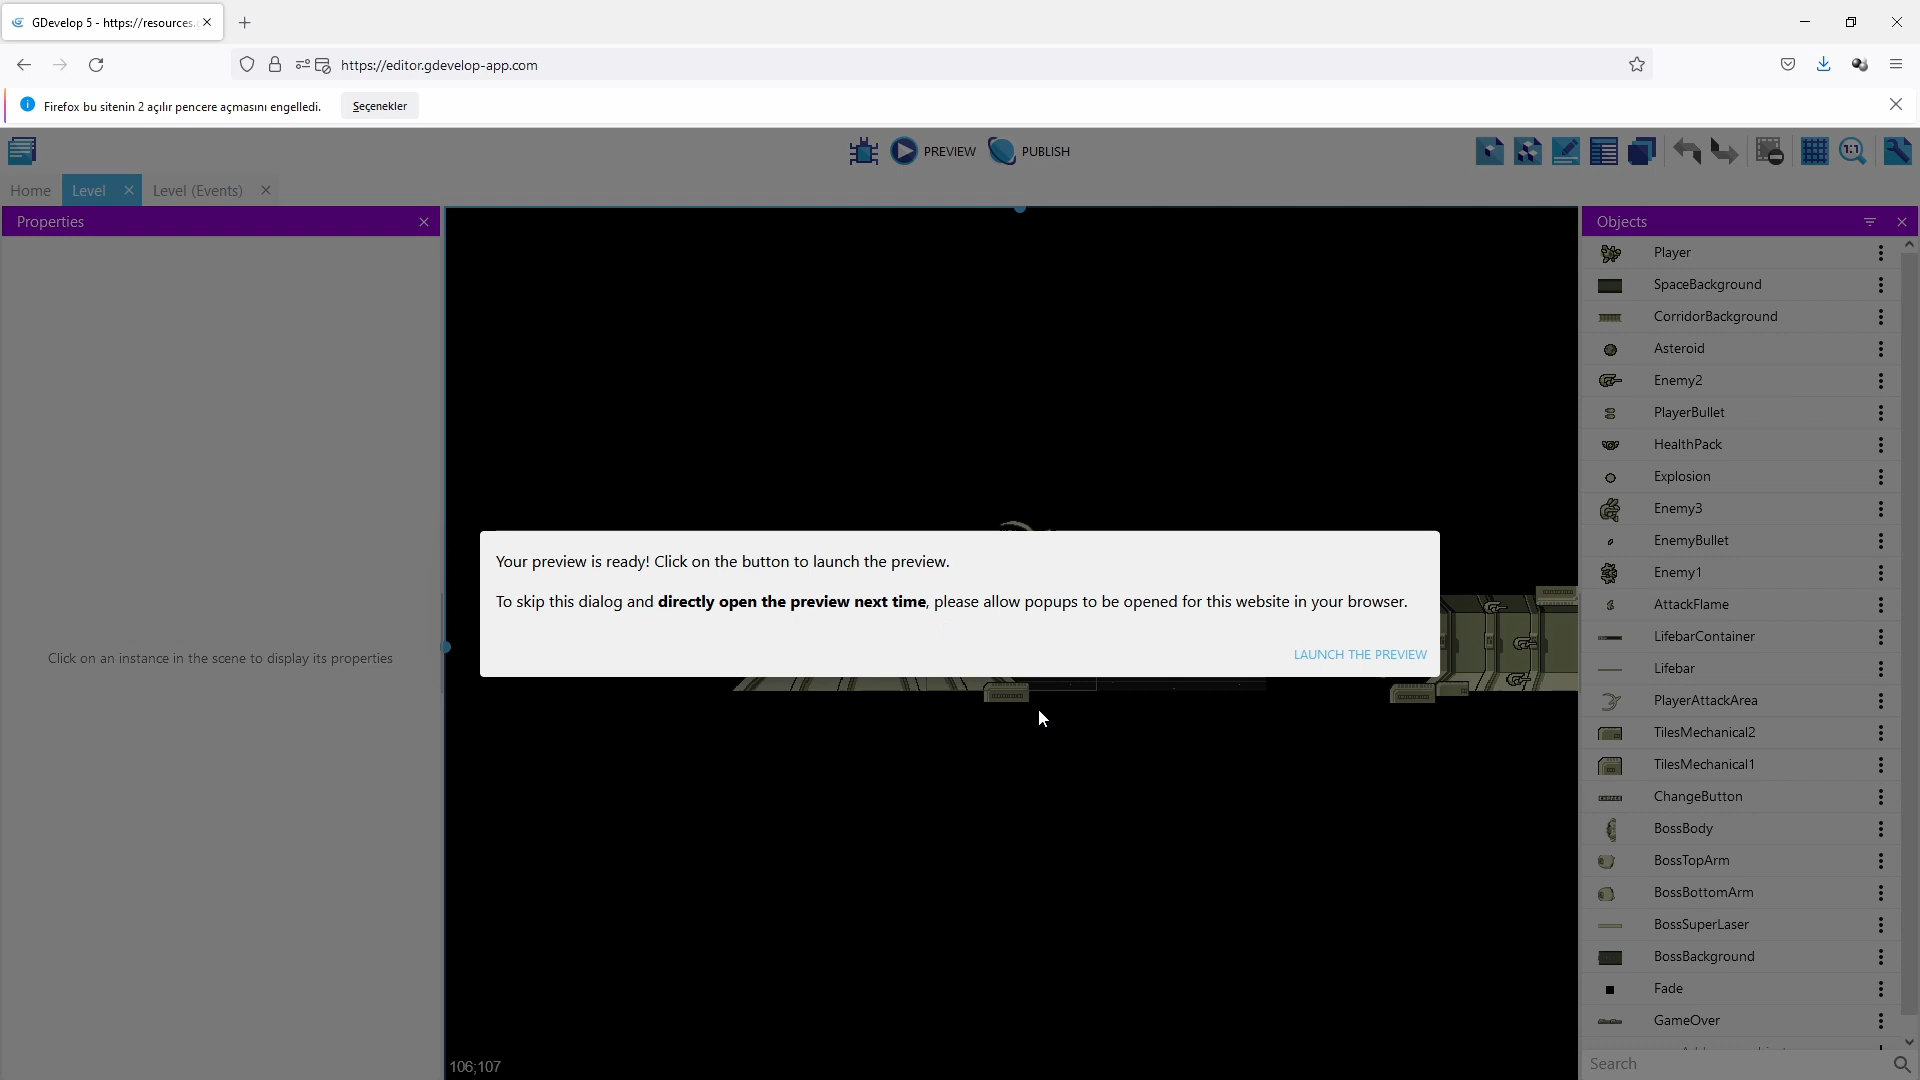 GDevelop 5 - https://resources.
https://editor.gdevelop-app.com
Firefox bu sitenin 2 açılır pencere açmasını engelledi.
Seçenekler
PREVIEW
PUBLISH
1:1
Home
Level
Level (Events)
Properties
Objects
Player
SpaceBackground
CorridorBackground
Asteroid
Enemy2
PlayerBullet
HealthPack
Explosion
Enemy3
EnemyBullet
Enemy1
AttackFlame
LifebarContainer
Lifebar
PlayerAttackArea
TilesMechanical2
TilesMechanical1
ChangeButton
BossBody
BossTopArm
BossBottomArm
BossSuperLaser
BossBackground
Fade
GameOver
Search
Click on an instance in the scene to display its properties
Your preview is ready! Click on the button to launch the preview.
To skip this dialog and directly open the preview next time, please allow popups to be opened for this website in your browser.
LAUNCH THE PREVIEW
106;107